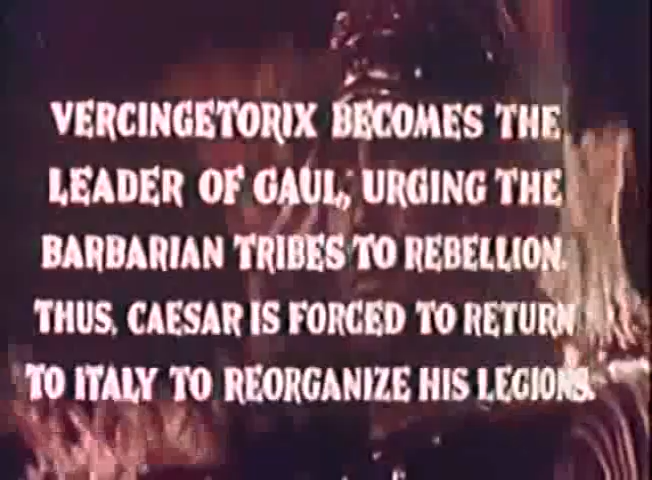 VERCINGETORIX BECOMES THE
LEADER OF GAUL, URGING THE
BARBARIAN TRIBES TO REBELLION.
THUS, CAESAR IS FORCED TO RETURN
TO ITALY TO REORGANIZE HIS LEGIONS.